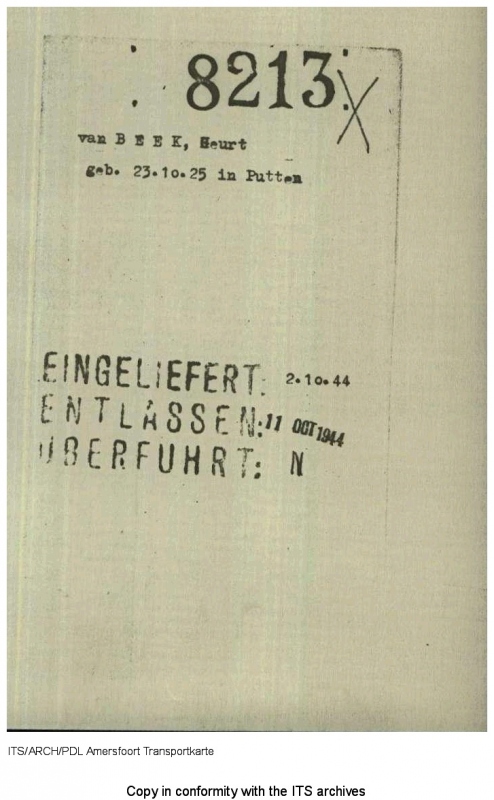 8213
van B E E K, Heurt
geb. 23.10.25 in Putten
EINGELIEFERT: 2.10.44
ENTLASSEN: 11 OCT 1944
ÜBERFUHRT: N
ITS/ARCH/PDL Amersfoort Transportkarte
Copy in conformity with the ITS archives